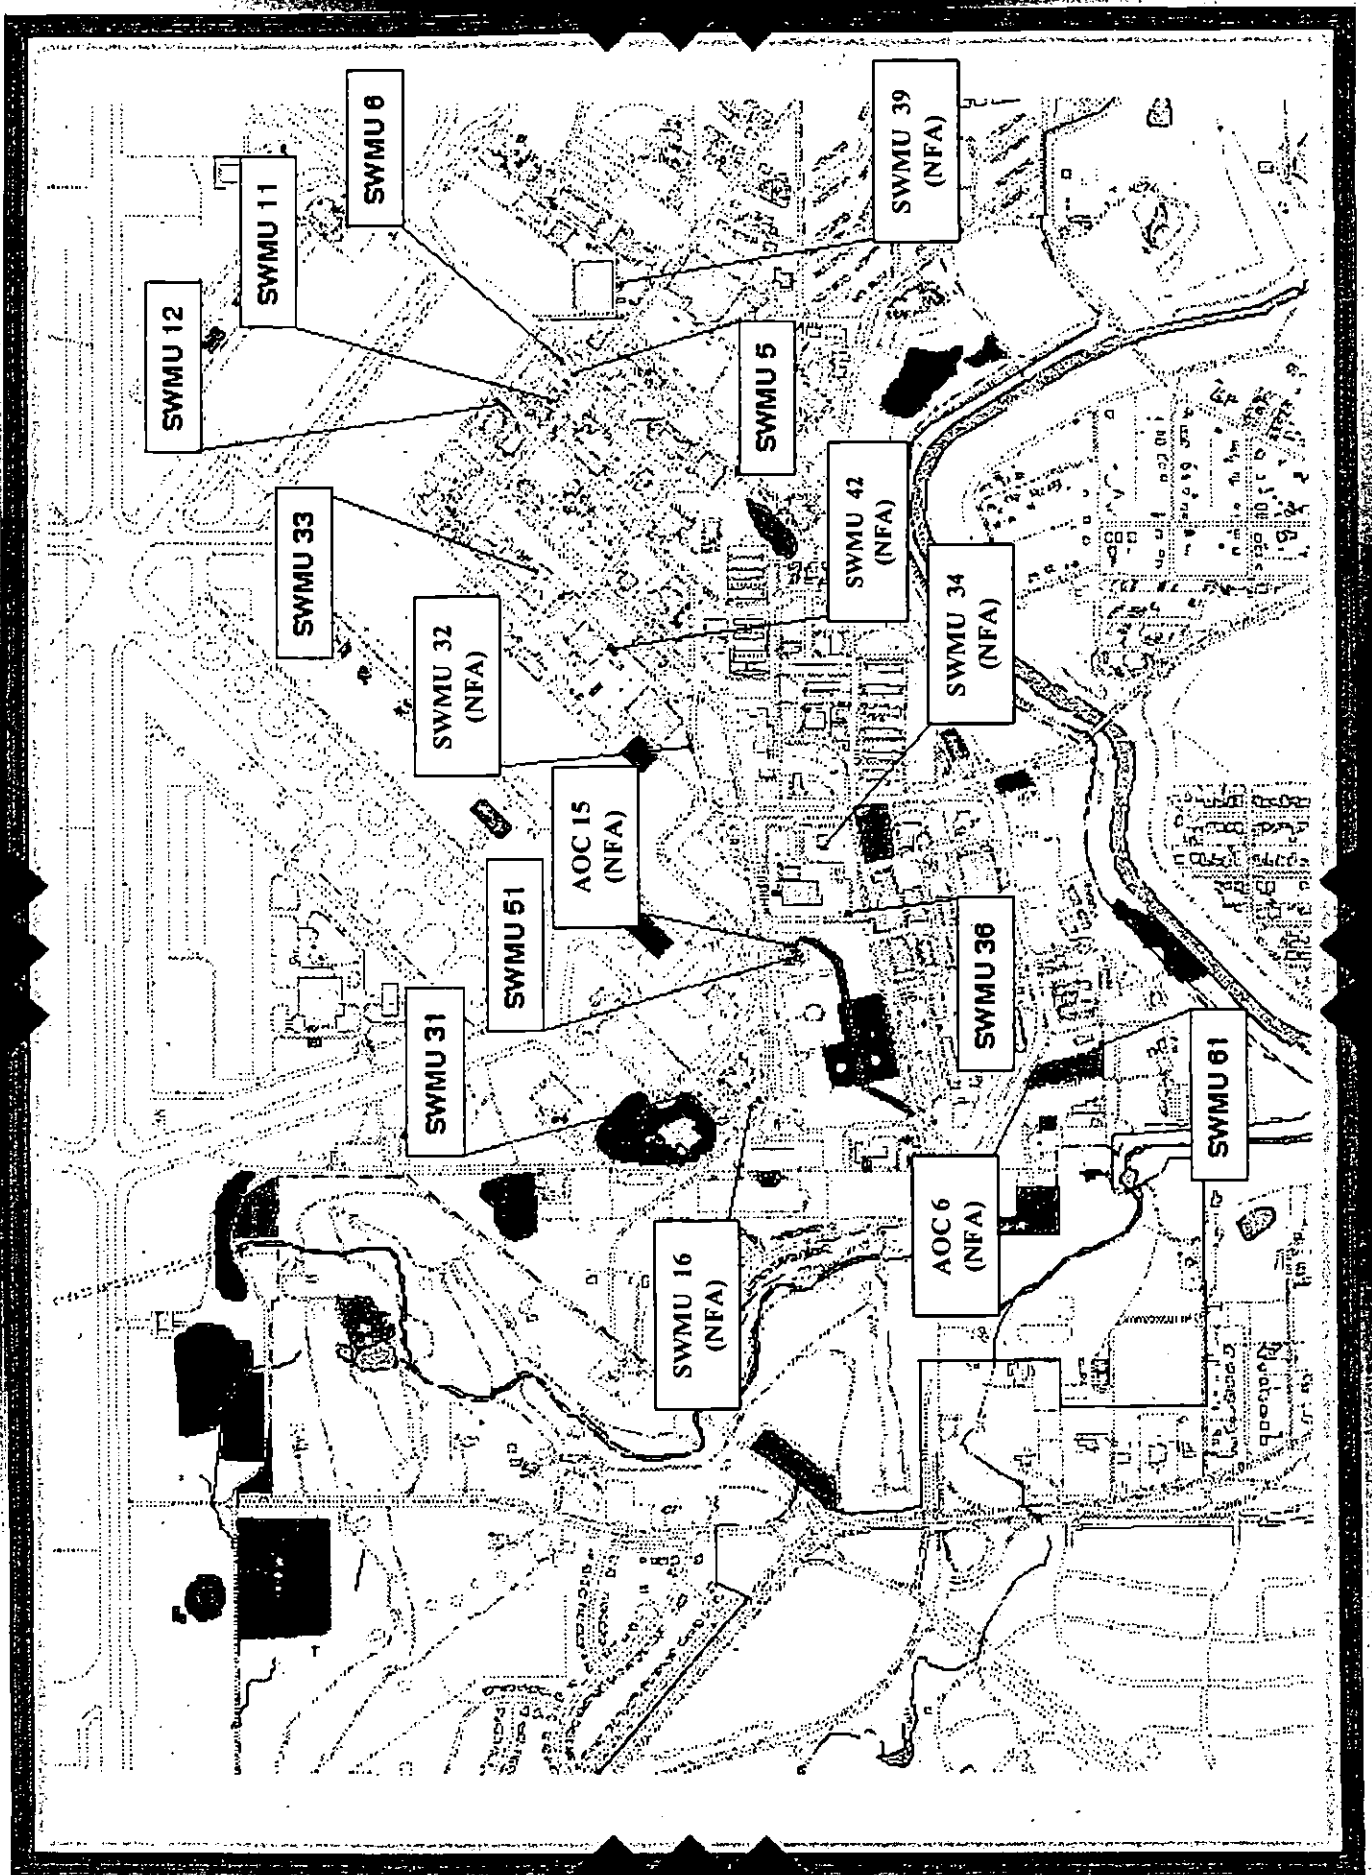 SWMU 6
SWMU 39
(NFA)
SWMU 11
SWMU 12
SWMU 5
SWMU 42
(NFA)
SWMU 33
SWMU 34
(NFA)
SWMU 32
(NFA)
AOC 15
(NFA)
SWMU 51
SWMU 36
SWMU 31
SWMU 61
AOC 6
(NFA)
SWMU 16
(NFA)